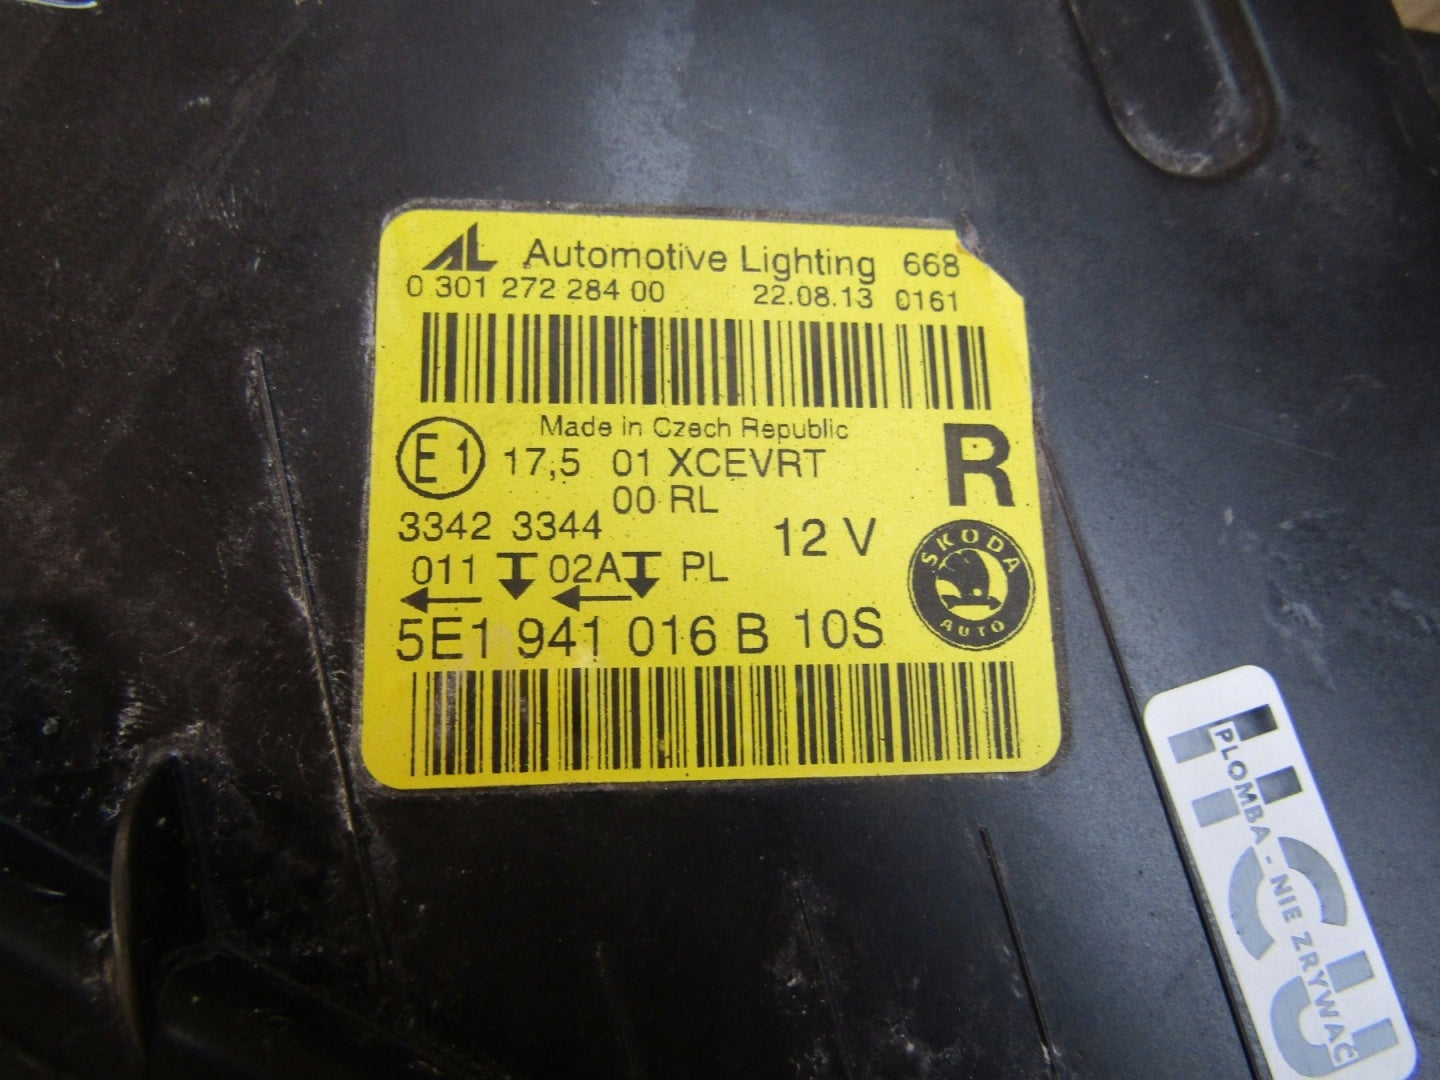 AL Automotive Lighting 668
0 301 272 284 00 22.08.13 0161
Made in Czech Republic
E1 17,5 01 XCEVRT R
00 RL
3342 3344 12 V
011 02A PL
SKODA
AUTO
5E1 941 016 B 10S
HCJ
PLOMBA - NIE ZRYWAĆ